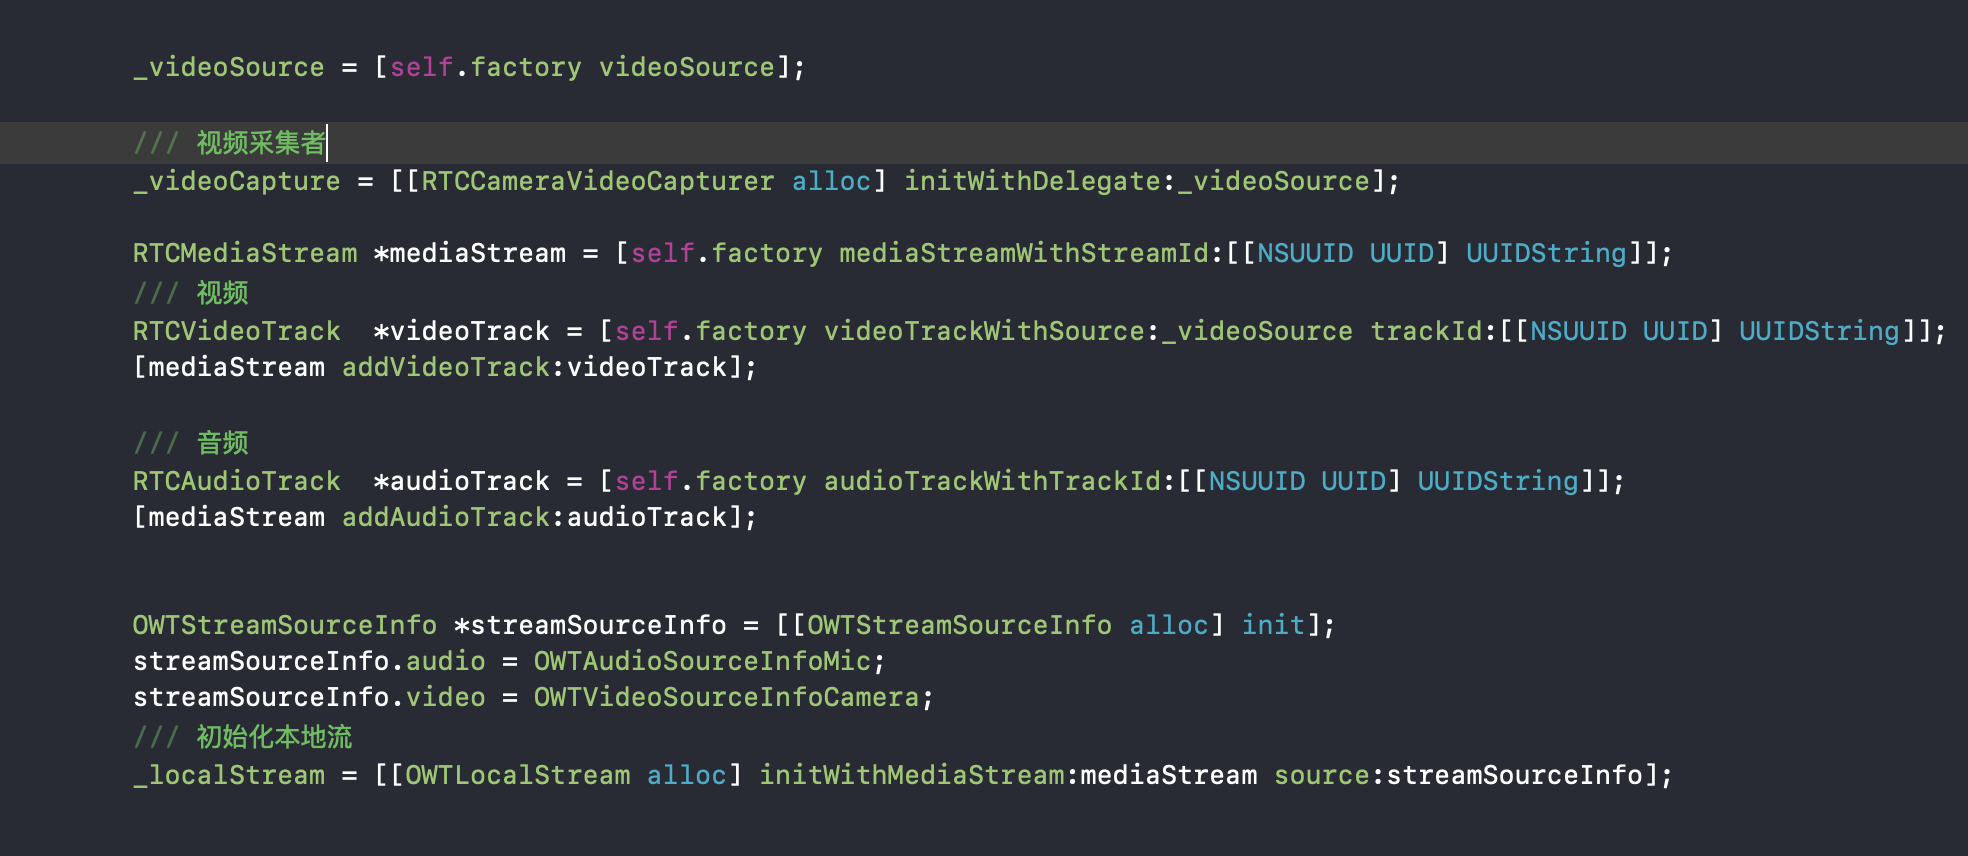 _videoSource = [self.factory videoSource];
/// 视频采集者
_videoCapture = [[RTCCameraVideoCapturer alloc] initWithDelegate:_videoSource];
RTCMediaStream *mediaStream = [self.factory mediaStreamWithStreamId:[[NSUUID UUID] UUIDString]];
/// 视频
RTCVideoTrack  *videoTrack = [self.factory videoTrackWithSource:_videoSource trackId:[[NSUUID UUID] UUIDString]];
[mediaStream addVideoTrack:videoTrack];
/// 音频
RTCAudioTrack  *audioTrack = [self.factory audioTrackWithTrackId:[[NSUUID UUID] UUIDString]];
[mediaStream addAudioTrack:audioTrack];
OWTStreamSourceInfo *streamSourceInfo = [[OWTStreamSourceInfo alloc] init];
streamSourceInfo.audio = OWTAudioSourceInfoMic;
streamSourceInfo.video = OWTVideoSourceInfoCamera;
/// 初始化本地流
_localStream = [[OWTLocalStream alloc] initWithMediaStream:mediaStream source:streamSourceInfo];